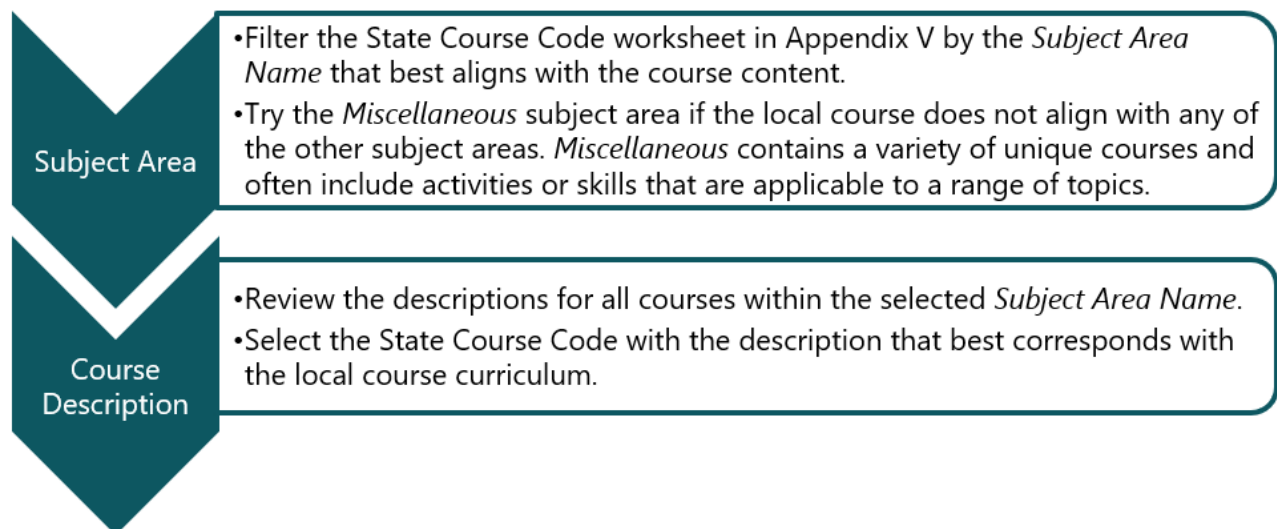 Subject Area
•Filter the State Course Code worksheet in Appendix V by the Subject Area
Name that best aligns with the course content.
•Try the Miscellaneous subject area if the local course does not align with any of
the other subject areas. Miscellaneous contains a variety of unique courses and
often include activities or skills that are applicable to a range of topics.
Course
Description
•Review the descriptions for all courses within the selected Subject Area Name.
•Select the State Course Code with the description that best corresponds with
the local course curriculum.